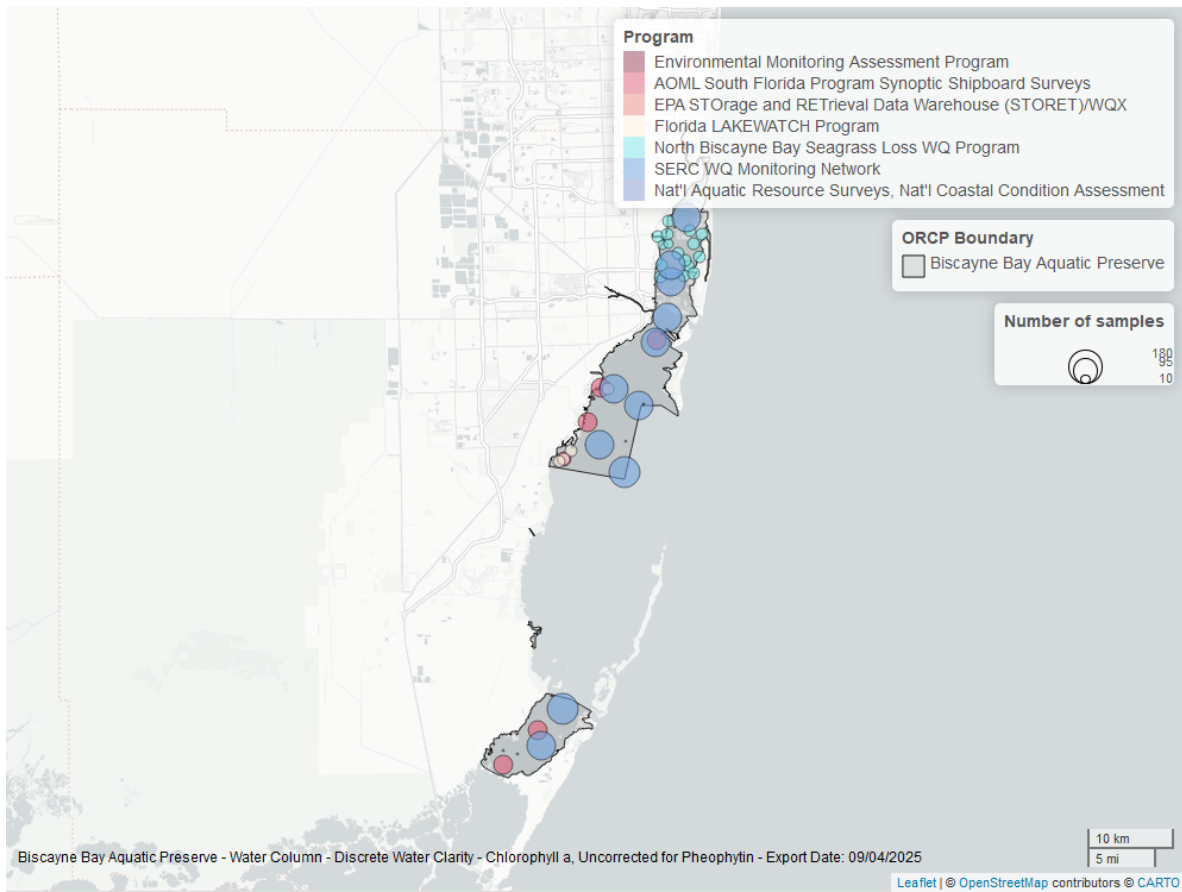 Program
Environmental Monitoring Assessment Program
AOML South Florida Program Synoptic Shipboard Surveys
EPA STOrage and RETrieval Data Warehouse (STORET)/WQX
Florida LAKEWATCH Program
North Biscayne Bay Seagrass Loss WQ Program
SERC WQ Monitoring Network
Nat'l Aquatic Resource Surveys, Nat'l Coastal Condition Assessment
ORCP Boundary
Biscayne Bay Aquatic Preserve
Number of samples
180
95
10
10 km
5 mi
Biscayne Bay Aquatic Preserve - Water Column - Discrete Water Clarity - Chlorophyll a, Uncorrected for Pheophytin - Export Date: 09/04/2025
Leaflet | © OpenStreetMap contributors © CARTO